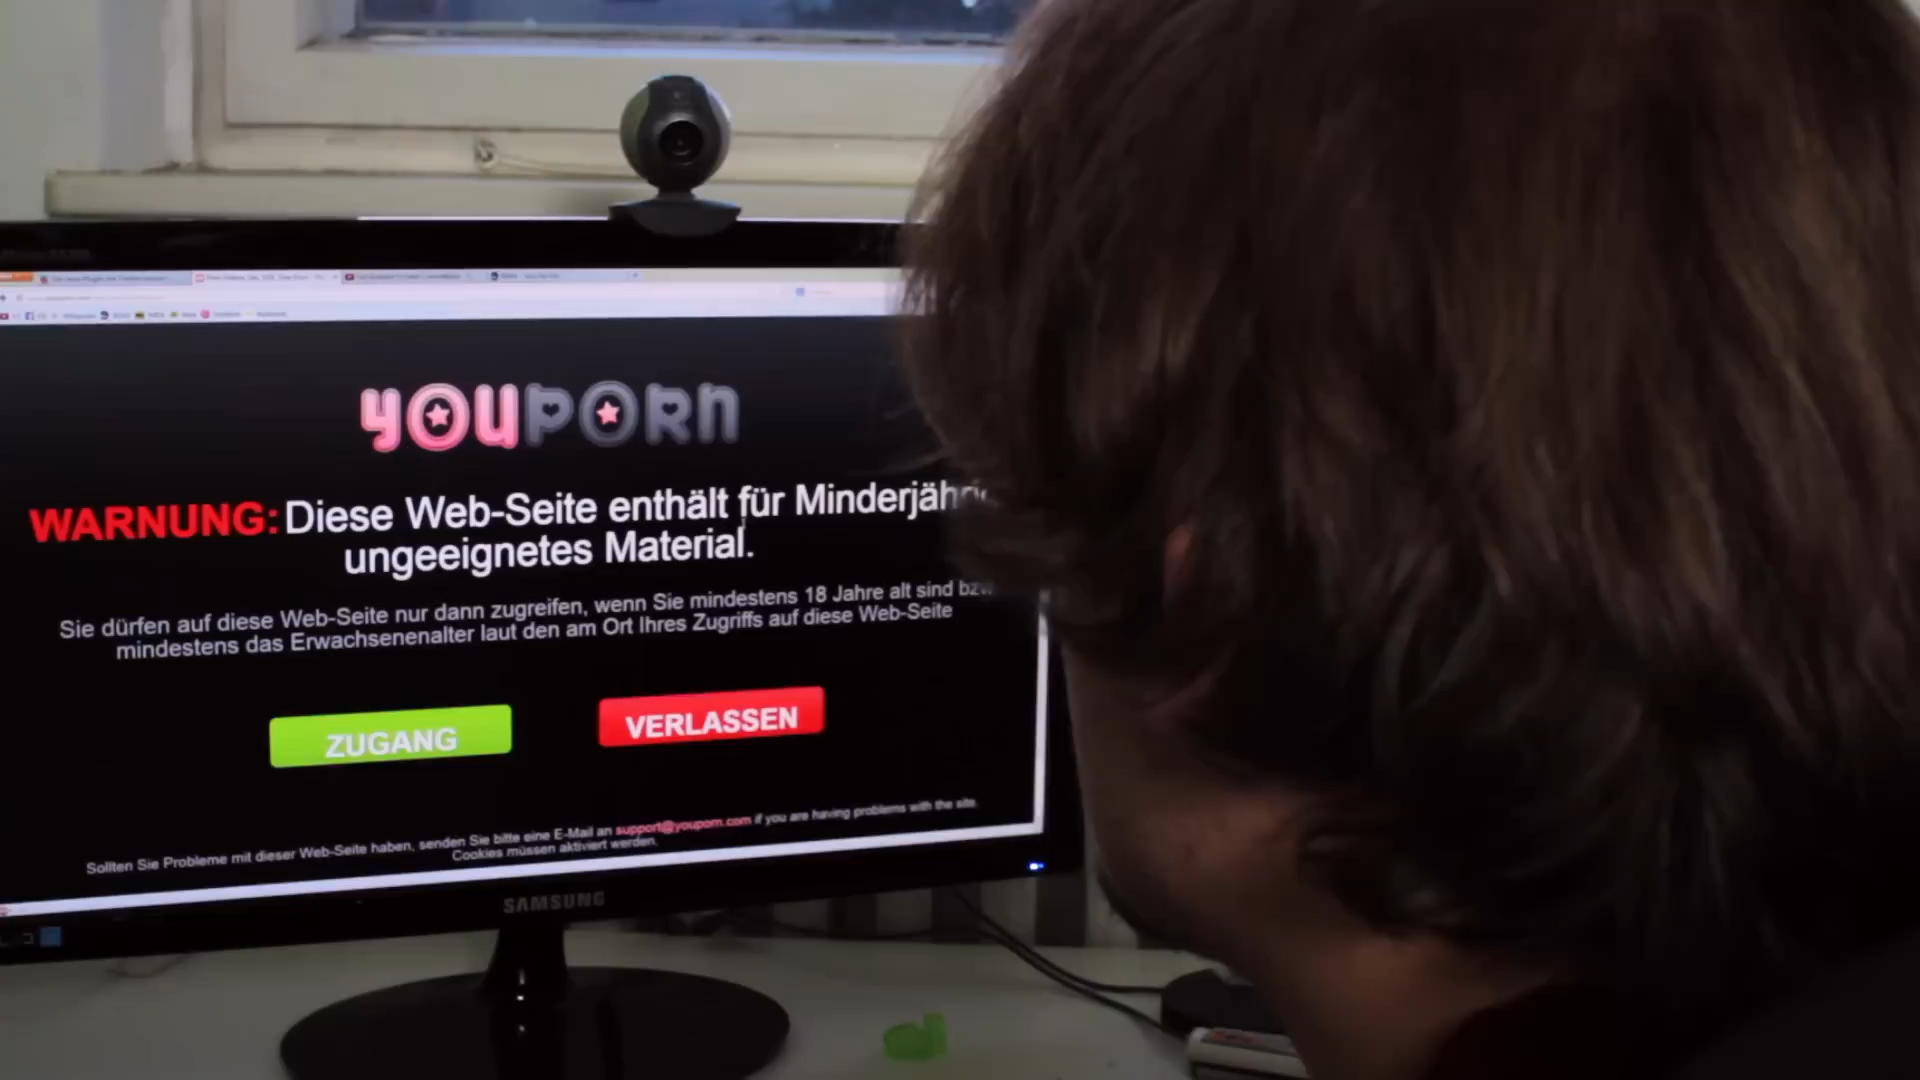 YOUPORN
WARNUNG: Diese Web-Seite enthält für
ungeeignetes Material.
Sie dürfen auf diese Web-Seite nur dann zugreifen, wenn Sie mindestens 18 Jahre alt sind
mindestens das Erwachsenenalter laut den am Ort Ihres Zugriffs auf diese Web-Seite
ZUGANG
VERLASSEN
Sollten Sie Probleme mit dieser Web-Seite haben, senden Sie bitte eine E-Mail an support@youporn.com if you are having problems with the site.
Cookies müssen aktiviert werden.
SAMSUNG